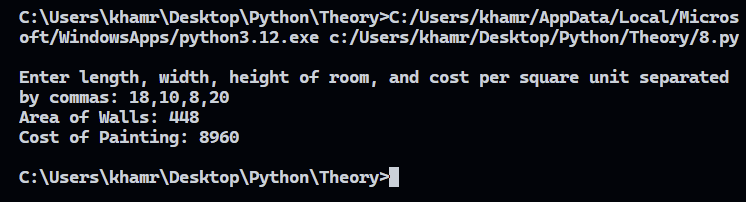 C:\Users\khamr\Desktop\Python\Theory>C:/Users/khamr/AppData/Local/Micros
oft/WindowsApps/python3.12.exe c:/Users/khamr/Desktop/Python/Theory/8.py
Enter length, width, height of room, and cost per square unit separated
by commas: 18,10,8,20
Area of Walls: 448
Cost of Painting: 8960
C:\Users\khamr\Desktop\Python\Theory>